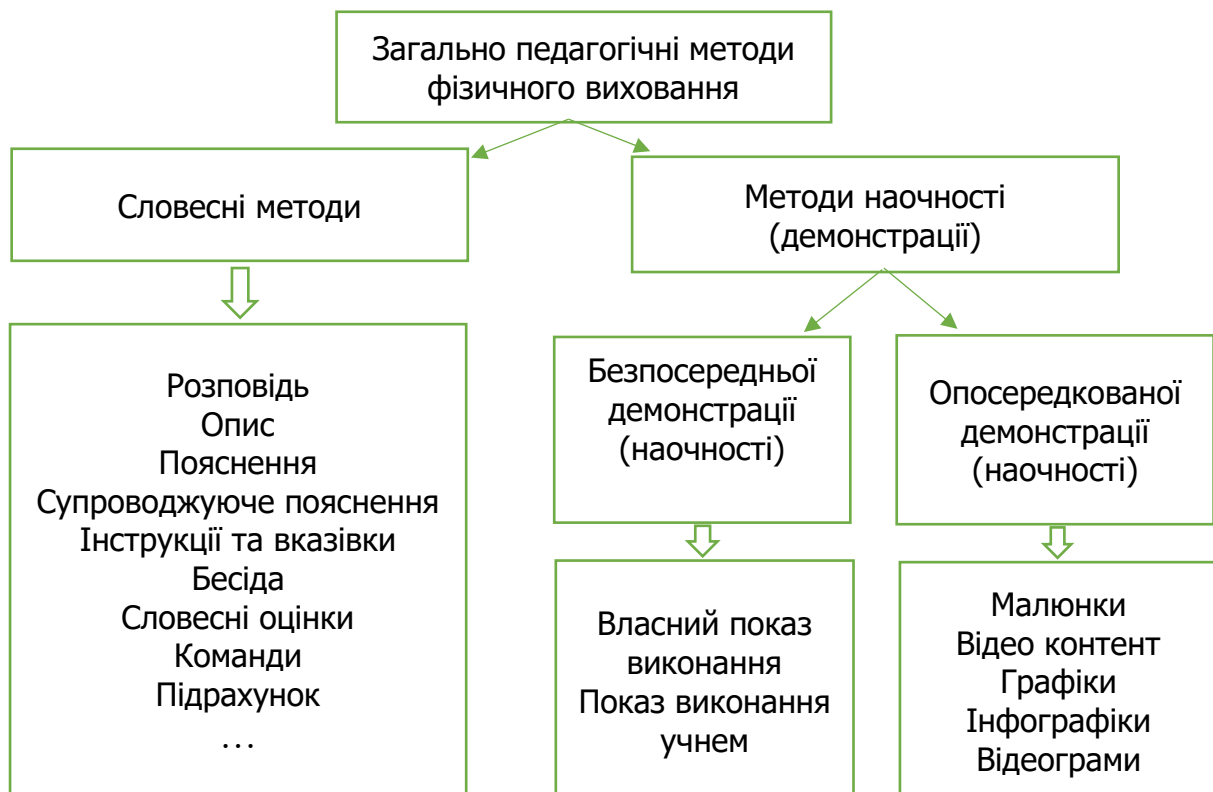 Загально педагогічні методи
фізичного виховання
Словесні методи
Методи наочності
(демонстрації)
Розповідь
Опис
Пояснення
Супроводжуюче пояснення
Інструкції та вказівки
Бесіда
Словесні оцінки
Команди
Підрахунок
…
Безпосередньої
демонстрації
(наочності)
Опосередкованої
демонстрації
(наочності)
Власний показ
виконання
Показ виконання
учнем
Малюнки
Відео контент
Графіки
Інфографіки
Відеограми